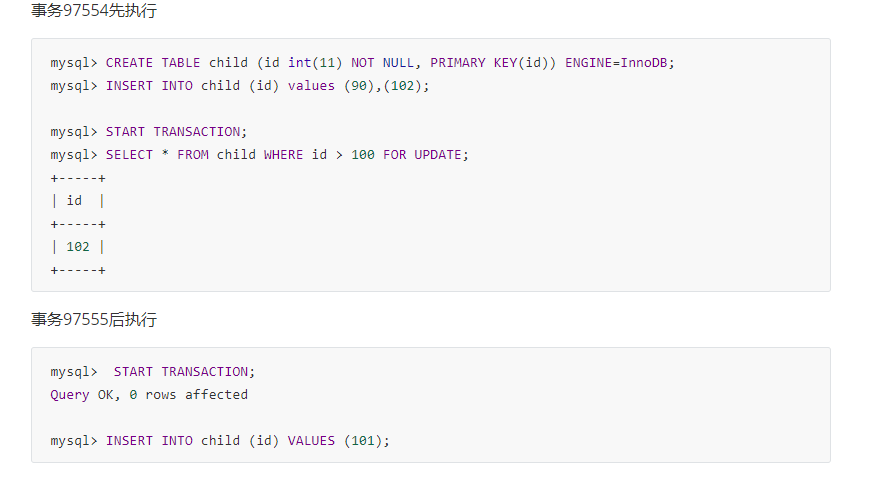 事务97554先执行
mysql> CREATE TABLE child (id int(11) NOT NULL, PRIMARY KEY(id)) ENGINE=InnoDB;
mysql> INSERT INTO child (id) values (90),(102);
mysql> START TRANSACTION;
mysql> SELECT * FROM child WHERE id > 100 FOR UPDATE;
+-----+
| id  |
+-----+
| 102 |
+-----+
事务97555后执行
mysql>  START TRANSACTION;
Query OK, 0 rows affected
mysql> INSERT INTO child (id) VALUES (101);